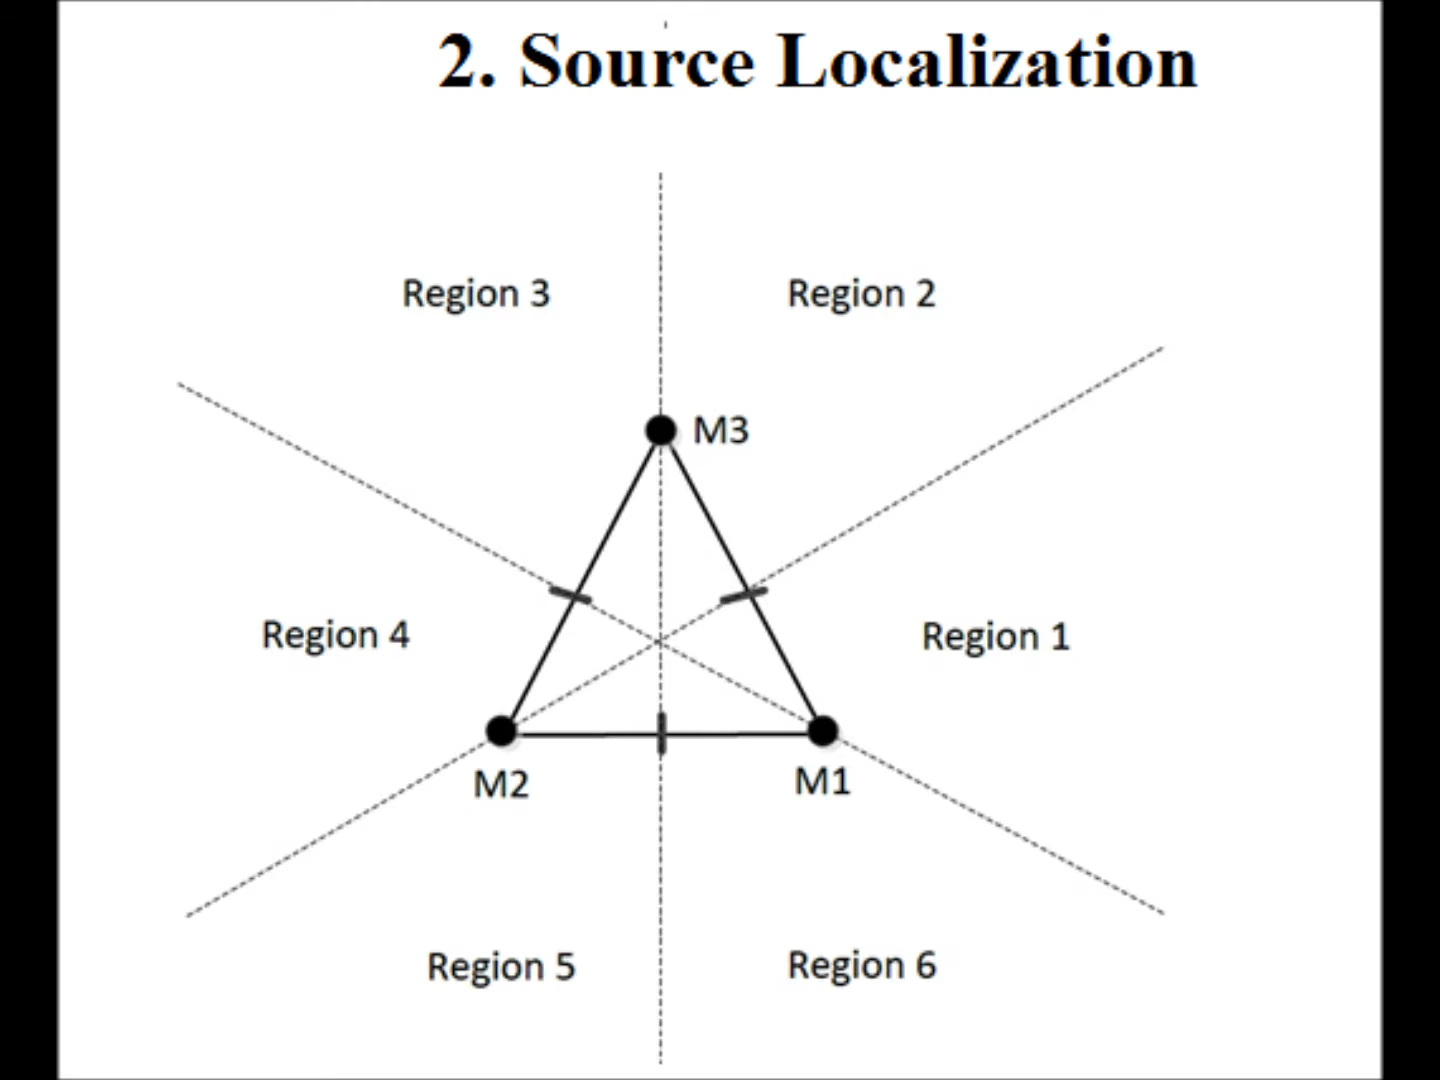 2. Source Localization
Region 3
Region 2
M3
Region 4
Region 1
M2
M1
Region 5
Region 6